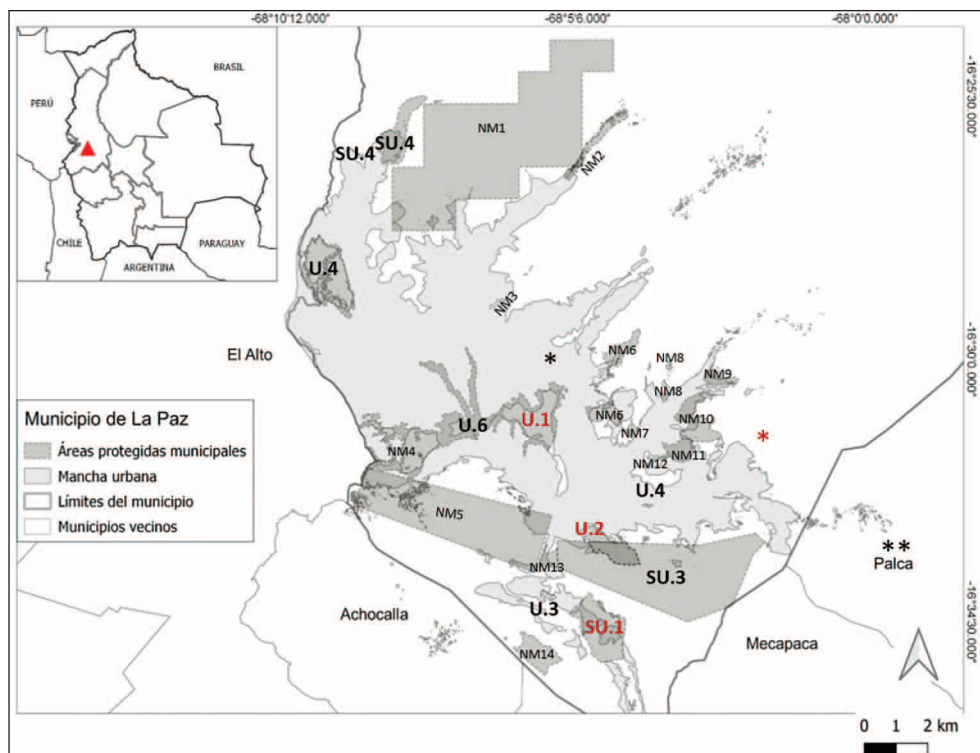 -68°10'12.000"
-68°56.000"
-68°00.000"
-16°25'30.000"
-16°30'0.000"
-16°34'30.000"
BRASIL
PERÚ
CHILE
PARAGUAY
ARGENTINA
SU.4
SU.4
NM1
NM2
U.4
NM3
El Alto
*
NM6
NM8
NM8
NM9
U.6
U.1
NM6
NM7
NM10
*
NM4
NM12
NM11
U.4
NM5
U.2
**
Palca
NM13
SU.3
U.3
SU.1
Achocalla
Mecapaca
NM14
Municipio de La Paz
Áreas protegidas municipales
Mancha urbana
Límites del municipio
Municipios vecinos
0 1 2 km